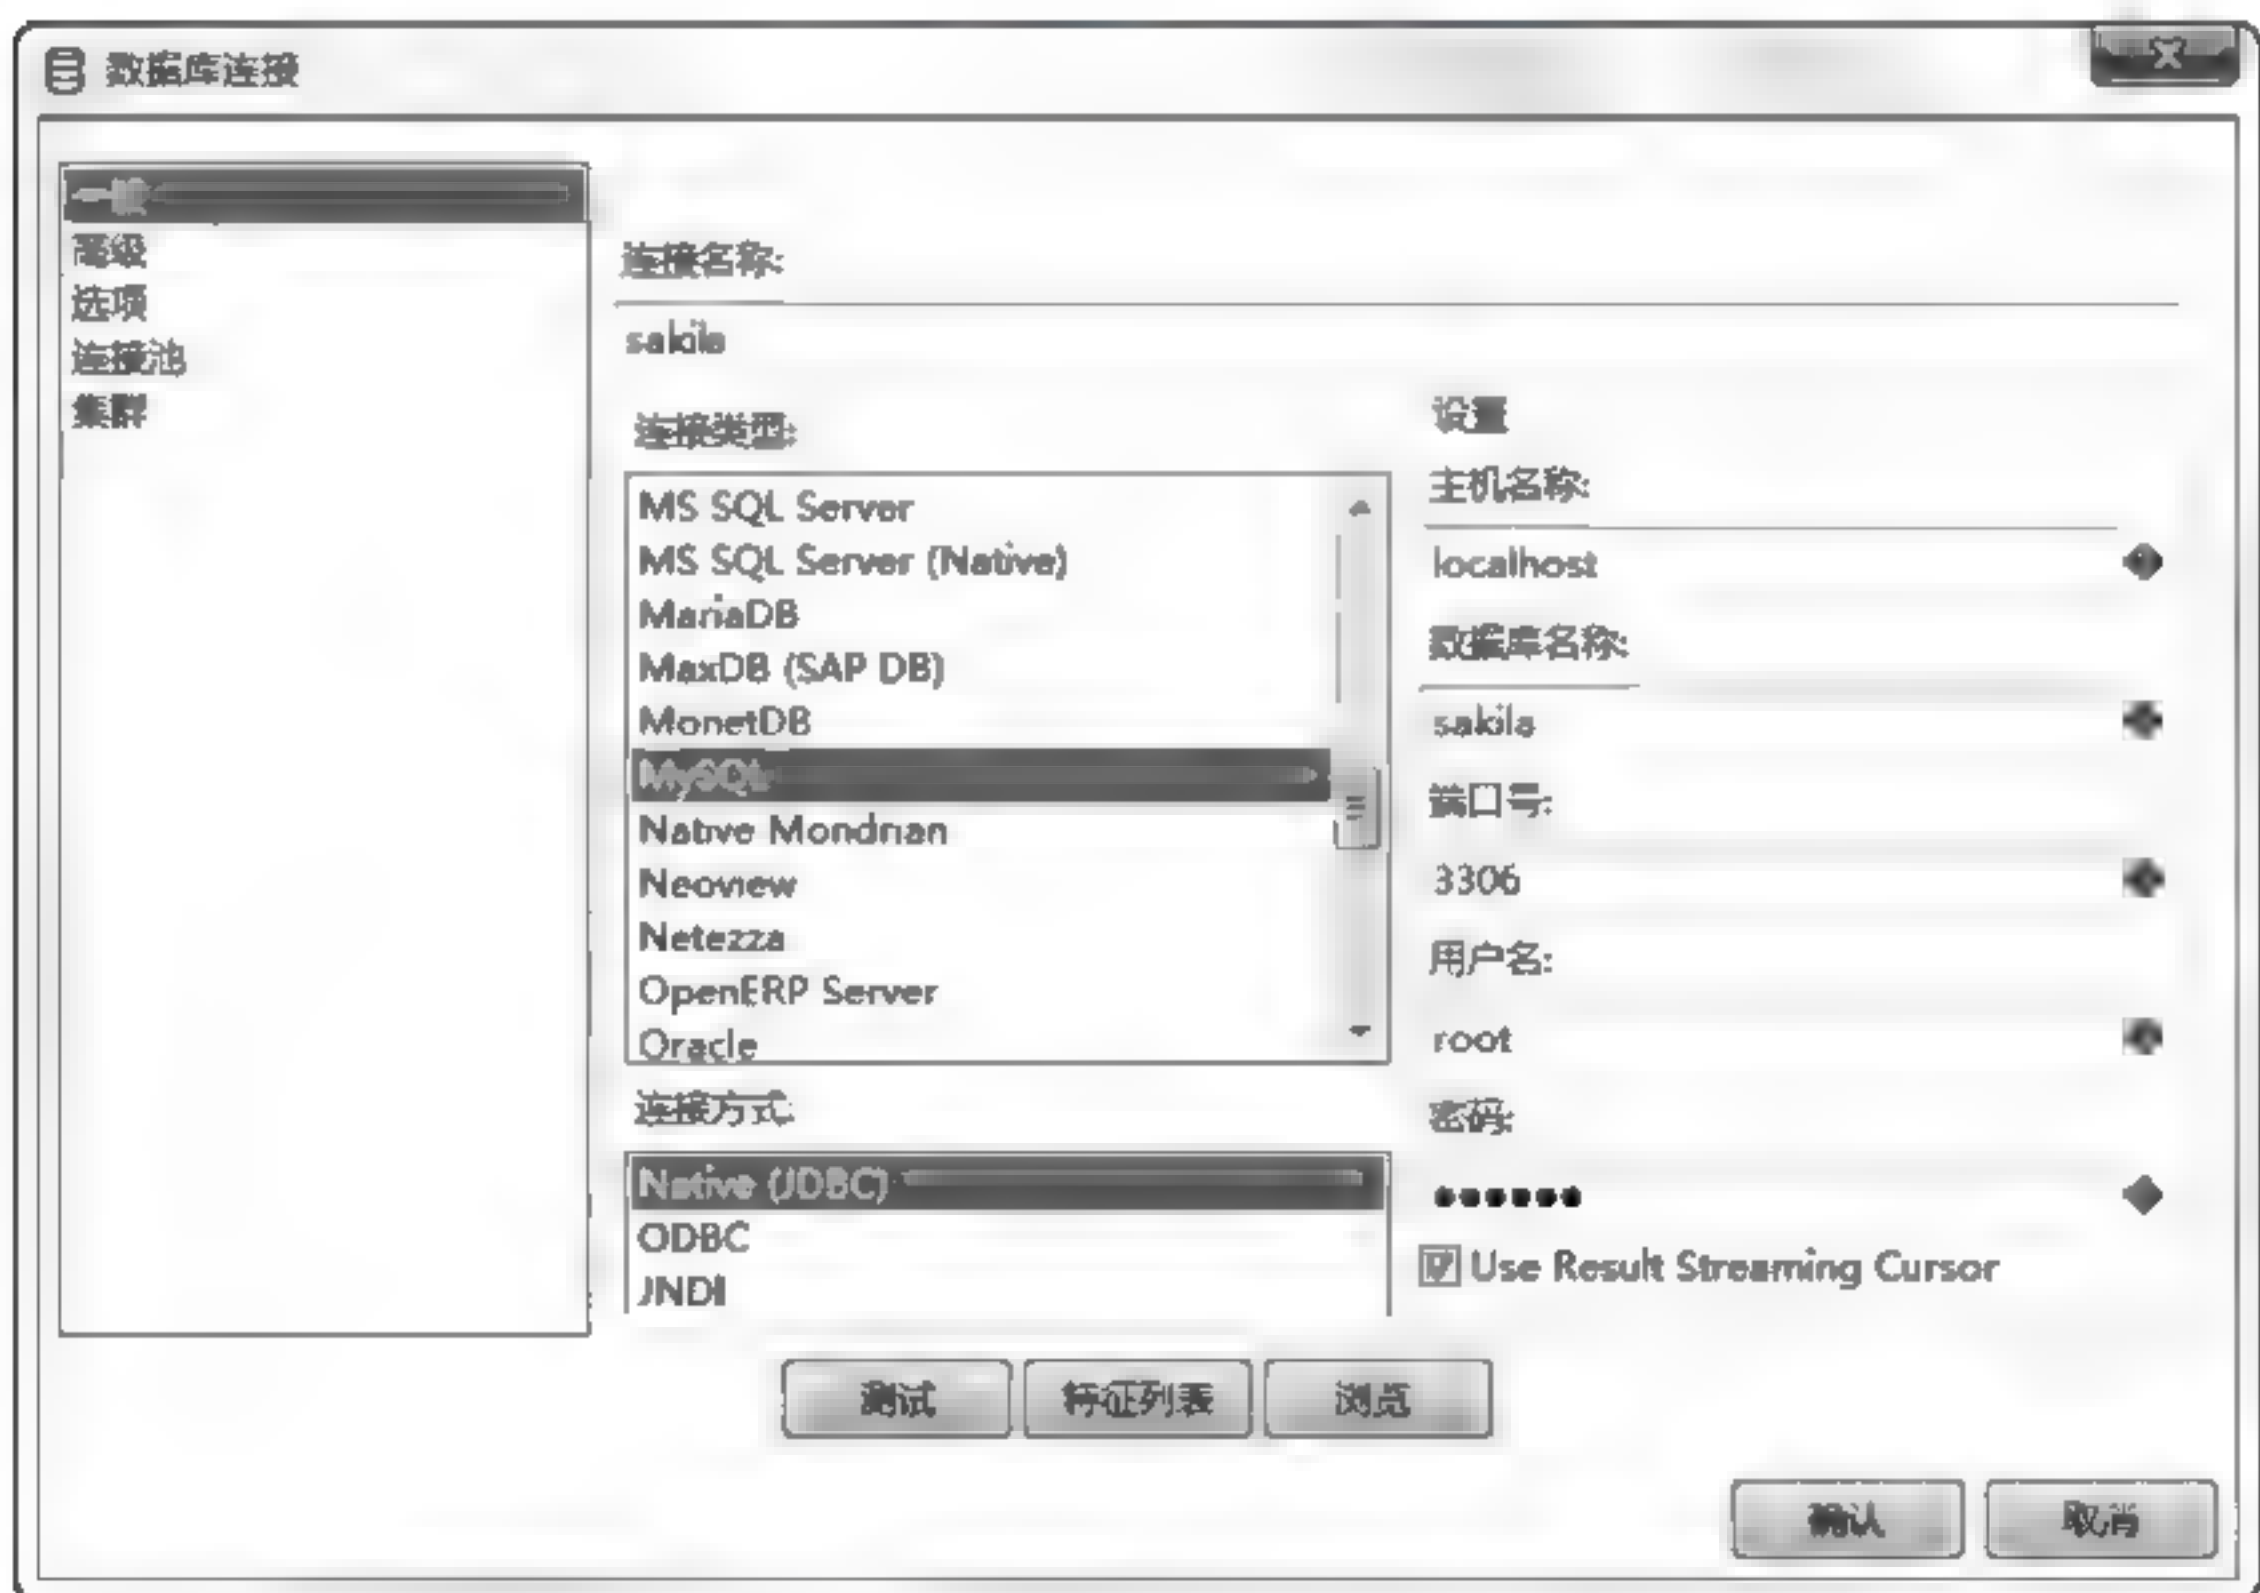 数据库连接
一般
高级
选项
连接池
集群
连接名称:
sakila
连接类型:
MS SQL Server
MS SQL Server (Native)
MariaDB
MaxDB (SAP DB)
MonetDB
MySQL
Native Mondrian
Neoview
Netezza
OpenERP Server
Oracle
连接方式:
Native (JDBC)
ODBC
JNDI
设置
主机名称:
localhost
数据库名称:
sakila
端口号:
3306
用户名:
root
密码:
●●●●●●
Use Result Streaming Cursor
测试 特征列表 浏览
确认 取消